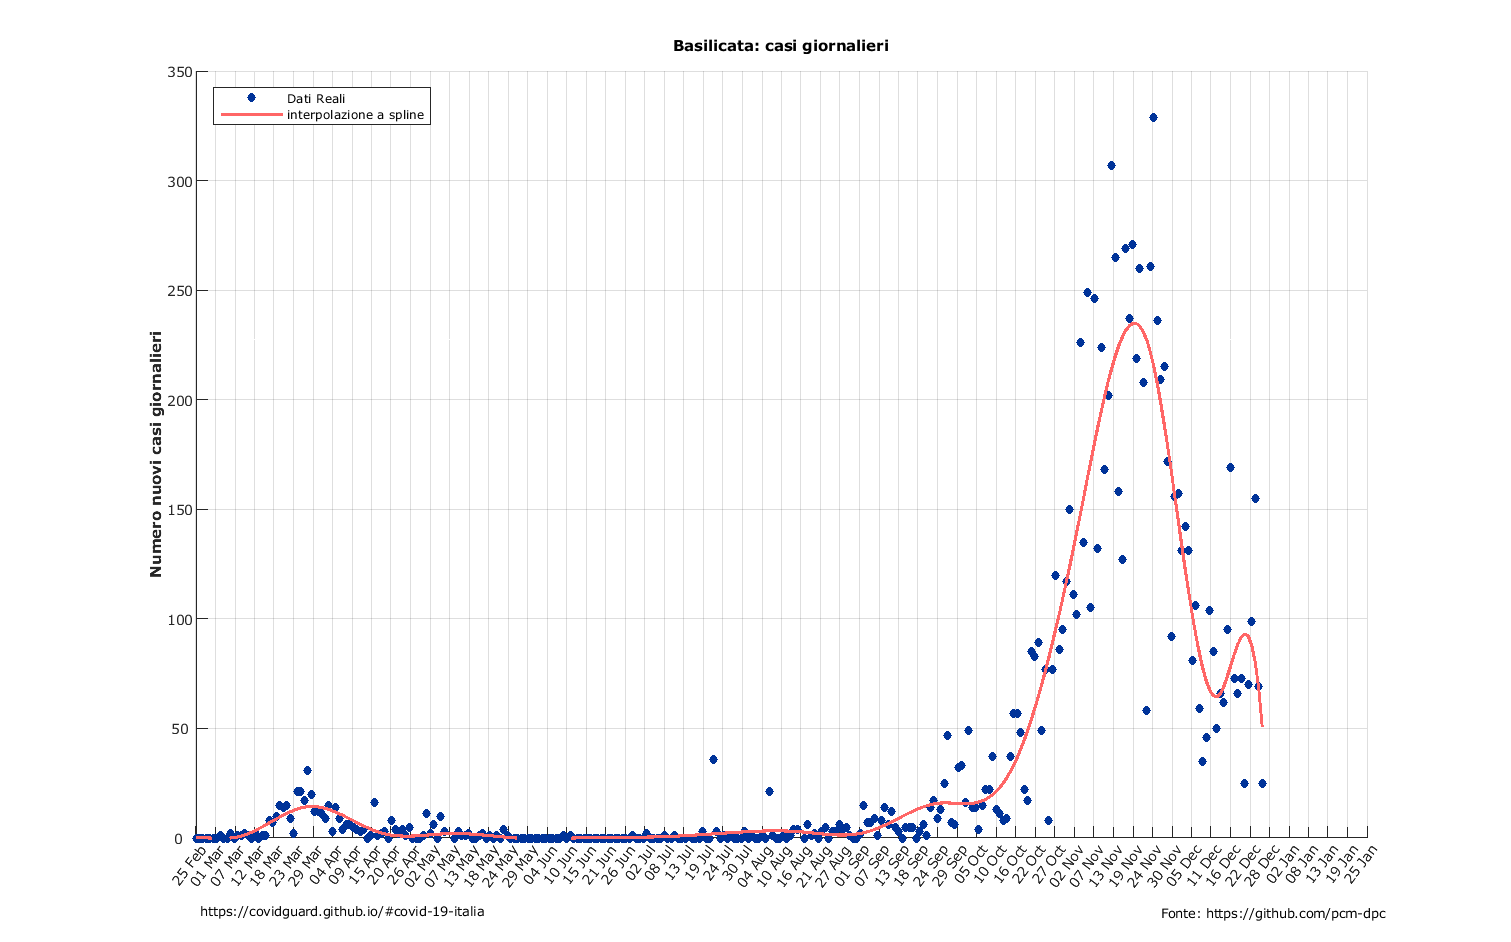 Basilicata: casi giornalieri
Dati Reali
interpolazione a spline
Numero nuovi casi giornalieri
350
300
250
200
150
100
50
0
25 Feb
01 Mar
07 Mar
12 Mar
18 Mar
23 Mar
29 Mar
04 Apr
09 Apr
15 Apr
20 Apr
26 Apr
02 May
07 May
13 May
18 May
24 May
29 May
04 Jun
10 Jun
15 Jun
21 Jun
26 Jun
02 Jul
08 Jul
13 Jul
19 Jul
24 Jul
30 Jul
04 Aug
10 Aug
16 Aug
21 Aug
27 Aug
01 Sep
07 Sep
13 Sep
18 Sep
24 Sep
29 Sep
05 Oct
10 Oct
16 Oct
22 Oct
27 Oct
02 Nov
07 Nov
13 Nov
19 Nov
24 Nov
30 Nov
05 Dec
11 Dec
16 Dec
22 Dec
28 Dec
02 Jan
08 Jan
13 Jan
19 Jan
25 Jan
https://covidguard.github.io/#covid-19-italia
Fonte: https://github.com/pcm-dpc